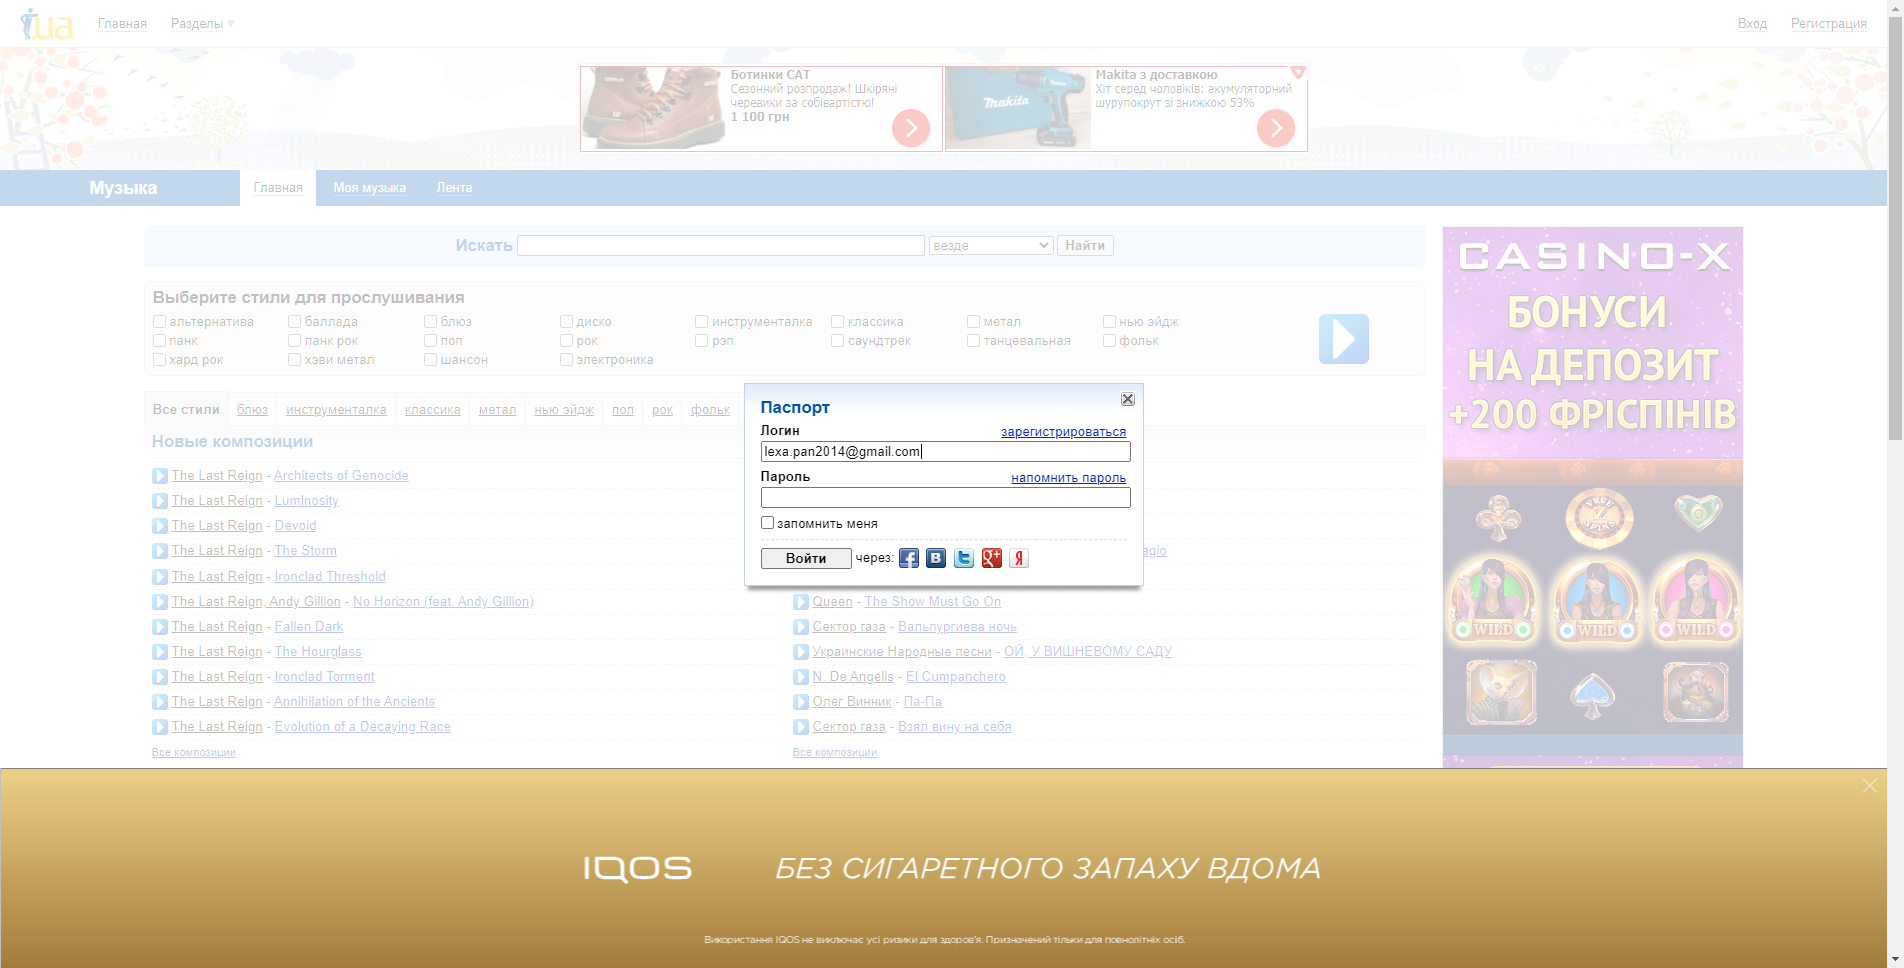 i.ua
Главная
Разделы ▼
Вход
Регистрация
Ботинки CAT
Сезонний розпродаж! Шкіряні
черевики за собівартістю!
1 100 грн
Makita з доставкою
Хіт серед чоловіків: акумуляторний
шурупокрут зі знижкою 53%
Музыка
Главная
Моя музыка
Лента
Искать
везде
Найти
Выберите стили для прослушивания
альтернатива
баллада
блюз
диско
инструменталка
классика
метал
нью эйдж
панк
панк рок
поп
рок
рэп
саундтрек
танцевальная
фольк
хард рок
хэви метал
шансон
электроника
Все стили
блюз
инструменталка
классика
метал
нью эйдж
поп
рок
фольк
Новые композиции
The Last Reign - Architects of Genocide
The Last Reign - Luminosity
The Last Reign - Devoid
The Last Reign - The Storm
The Last Reign - Ironclad Threshold
The Last Reign, Andy Gillion - No Horizon (feat. Andy Gillion)
The Last Reign - Fallen Dark
The Last Reign - The Hourglass
The Last Reign - Ironclad Torment
The Last Reign - Annihilation of the Ancients
The Last Reign - Evolution of a Decaying Race
Все композиции
agio
Queen - The Show Must Go On
Сектор газа - Вальпургиева ночь
Украинские Народные песни - ОЙ, У ВИШНЕВОМУ САДУ
N. De Angelis - El Cumpanchero
Олег Винник - Па-Па
Сектор газа - Взял вину на себя
Все композиции
Паспорт
Логин
зарегистрироваться
lexa.pan2014@gmail.com
Пароль
напомнить пароль
запомнить меня
Войти
через:
CASINO-X
БОНУСИ
НА ДЕПОЗИТ
+200 ФРІСПІНІВ
FREE
SPINS
WILD
WILD
WILD
IQOS
БЕЗ СИГАРЕТНОГО ЗАПАХУ ВДОМА
Використання IQOS не виключає усі ризики для здоров'я. Призначений тільки для повнолітніх осіб.